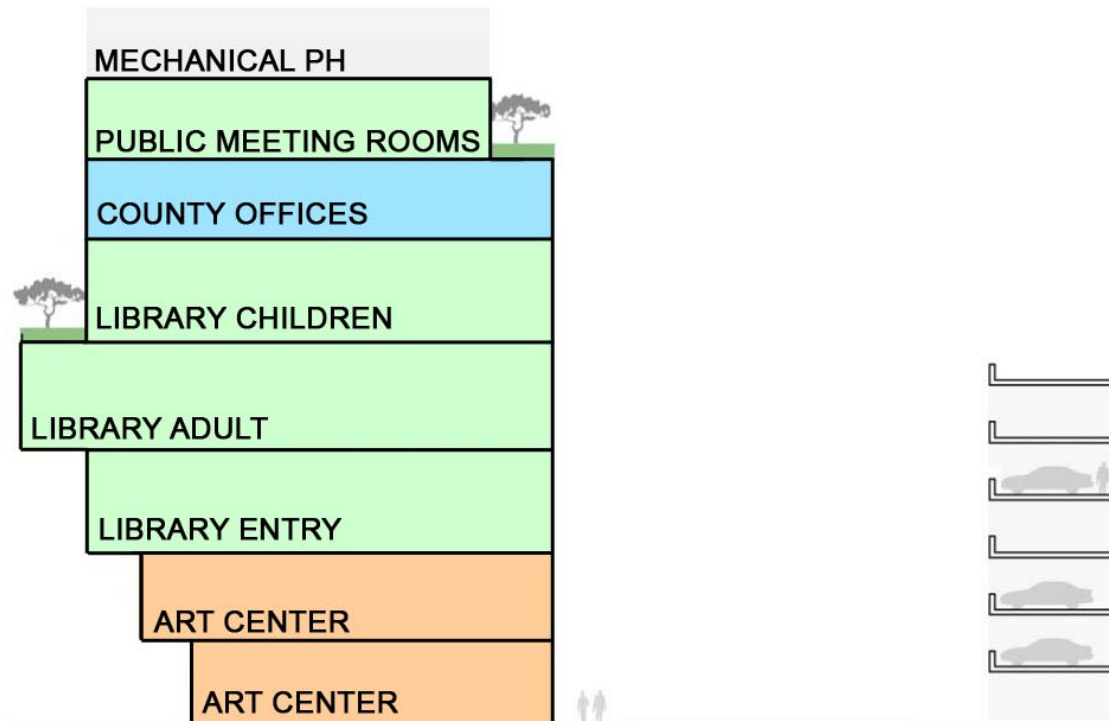 MECHANICAL PH
PUBLIC MEETING ROOMS
COUNTY OFFICES
LIBRARY CHILDREN
LIBRARY ADULT
LIBRARY ENTRY
ART CENTER
ART CENTER